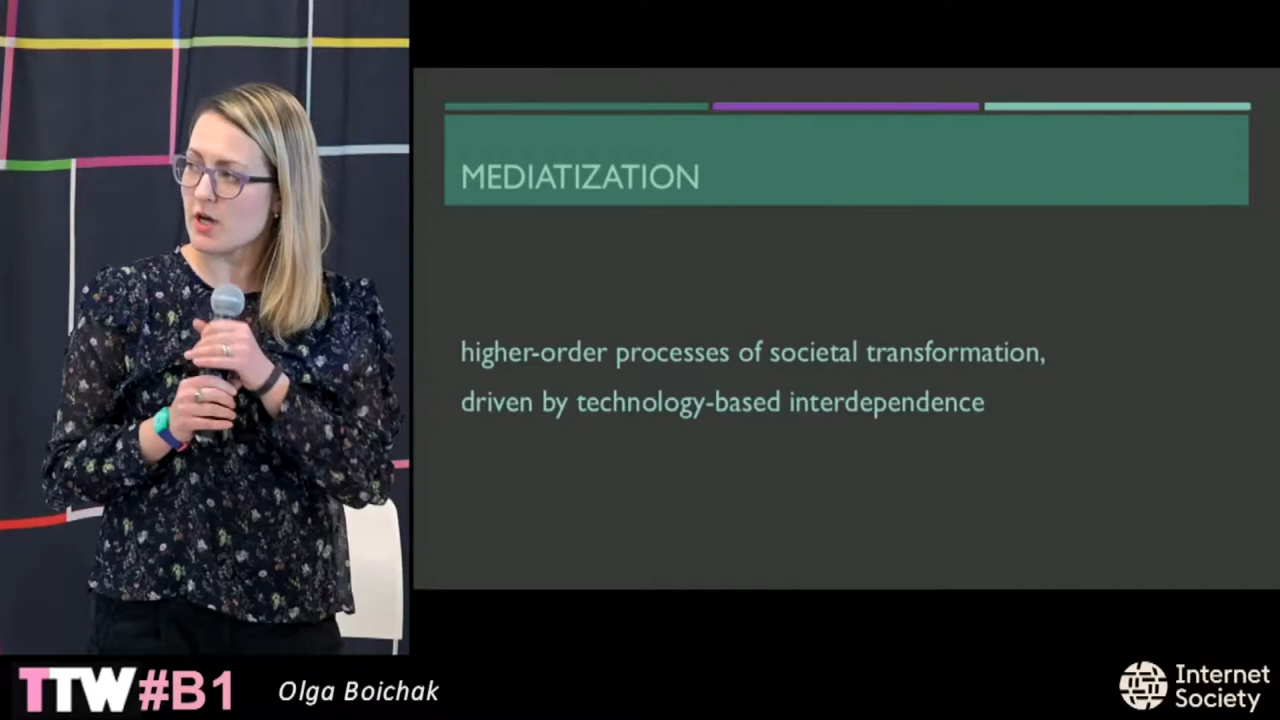 MEDIATIZATION
higher-order processes of societal transformation,
driven by technology-based interdependence
TTW#B1
Olga Boichak
Internet
Society